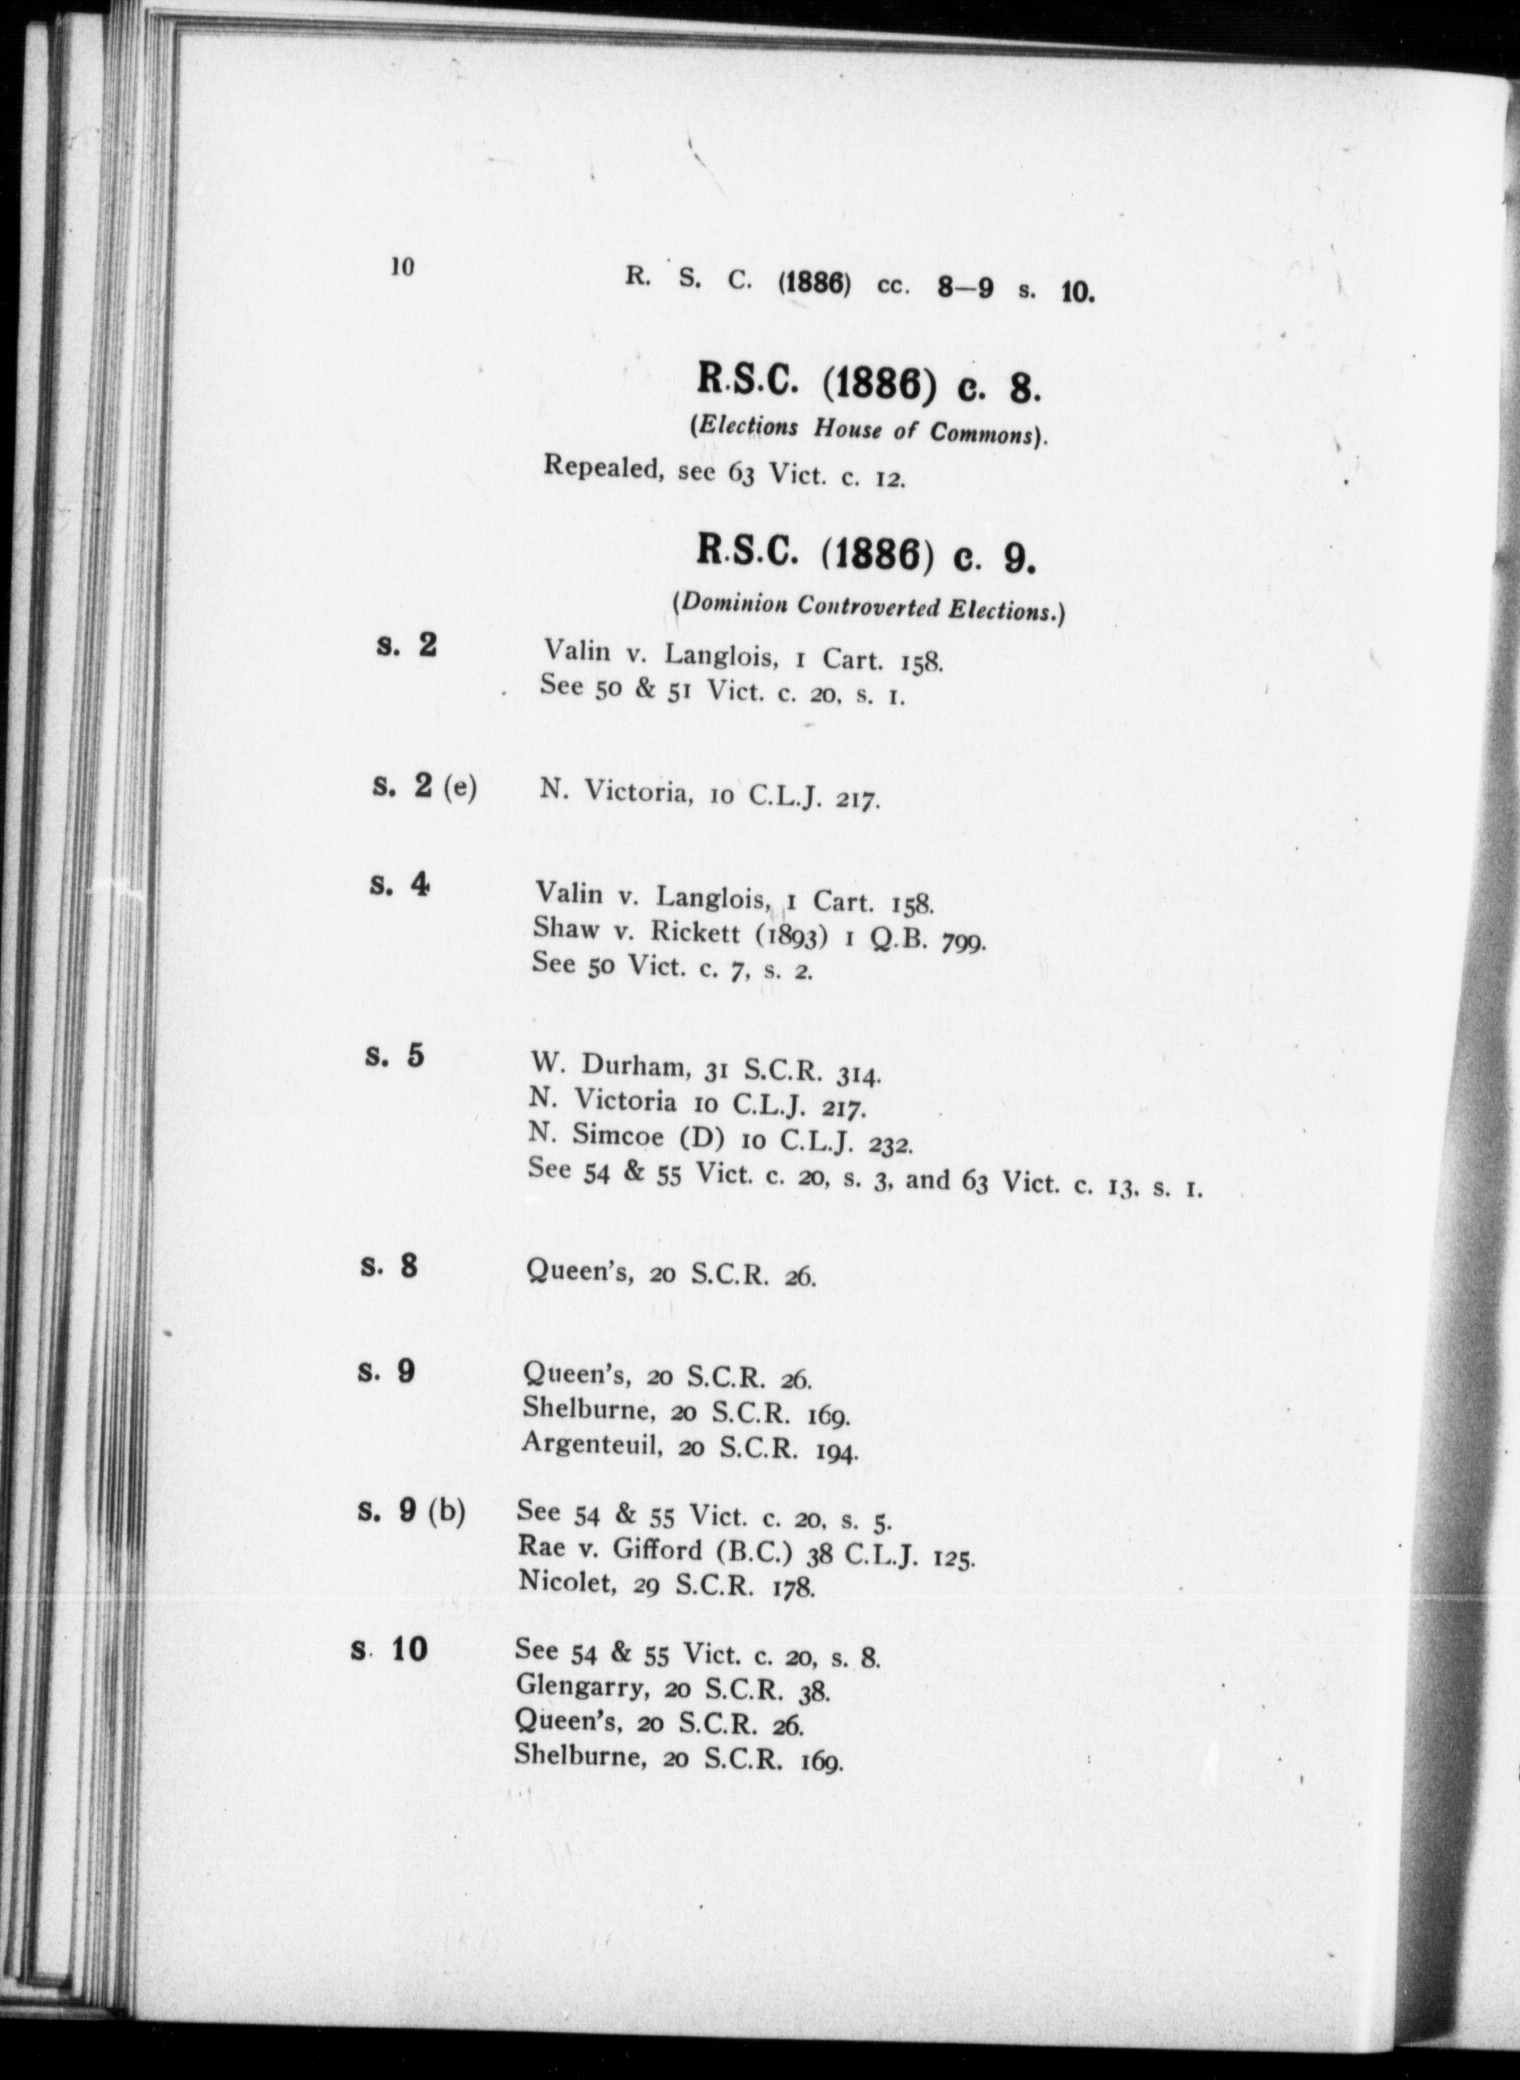 10
R. S. C. (1886) cc. 8–9 s. 10.
R.S.C. (1886) c. 8.
(Elections House of Commons).
Repealed, see 63 Vict. c. 12.
R.S.C. (1886) c. 9.
(Dominion Controverted Elections.)
s. 2 Valin v. Langlois, 1 Cart. 158.
See 50 & 51 Vict. c. 20, s. 1.
s. 2 (e) N. Victoria, 10 C.L.J. 217.
s. 4 Valin v. Langlois, 1 Cart. 158.
Shaw v. Rickett (1893) 1 Q.B. 799.
See 50 Vict. c. 7, s. 2.
s. 5 W. Durham, 31 S.C.R. 314.
N. Victoria 10 C.L.J. 217.
N. Simcoe (D) 10 C.L.J. 232.
See 54 & 55 Vict. c. 20, s. 3, and 63 Vict. c. 13. s. 1.
s. 8 Queen's, 20 S.C.R. 26.
s. 9 Queen's, 20 S.C.R. 26.
Shelburne, 20 S.C.R. 169.
Argenteuil, 20 S.C.R. 194.
s. 9 (b) See 54 & 55 Vict. c. 20, s. 5.
Rae v. Gifford (B.C.) 38 C.L.J. 125.
Nicolet, 29 S.C.R. 178.
s. 10 See 54 & 55 Vict. c. 20, s. 8.
Glengarry, 20 S.C.R. 38.
Queen's, 20 S.C.R. 26.
Shelburne, 20 S.C.R. 169.